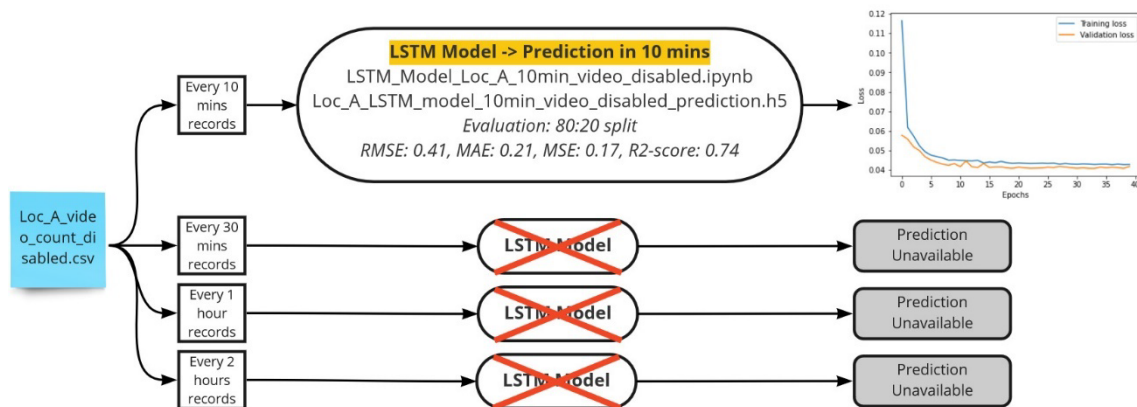 LSTM Model -> Prediction in 10 mins
LSTM_Model_Loc_A_10min_video_disabled.ipynb
Loc_A_LSTM_model_10min_video_disabled_prediction.h5
Evaluation: 80:20 split
RMSE: 0.41, MAE: 0.21, MSE: 0.17, R2-score: 0.74
Every 10
mins
records
Training loss
Validation loss
Loss
0.12
0.11
0.10
0.09
0.08
0.07
0.06
0.05
0.04
0 5 10 15 20 25 30 35 40
Epochs
Loc_A_vide
o_count_di
sabled.csv
Every 30
mins
records
LSTM Model
Prediction
Unavailable
Every 1
hour
records
LSTM Model
Prediction
Unavailable
Every 2
hours
records
LSTM Model
Prediction
Unavailable